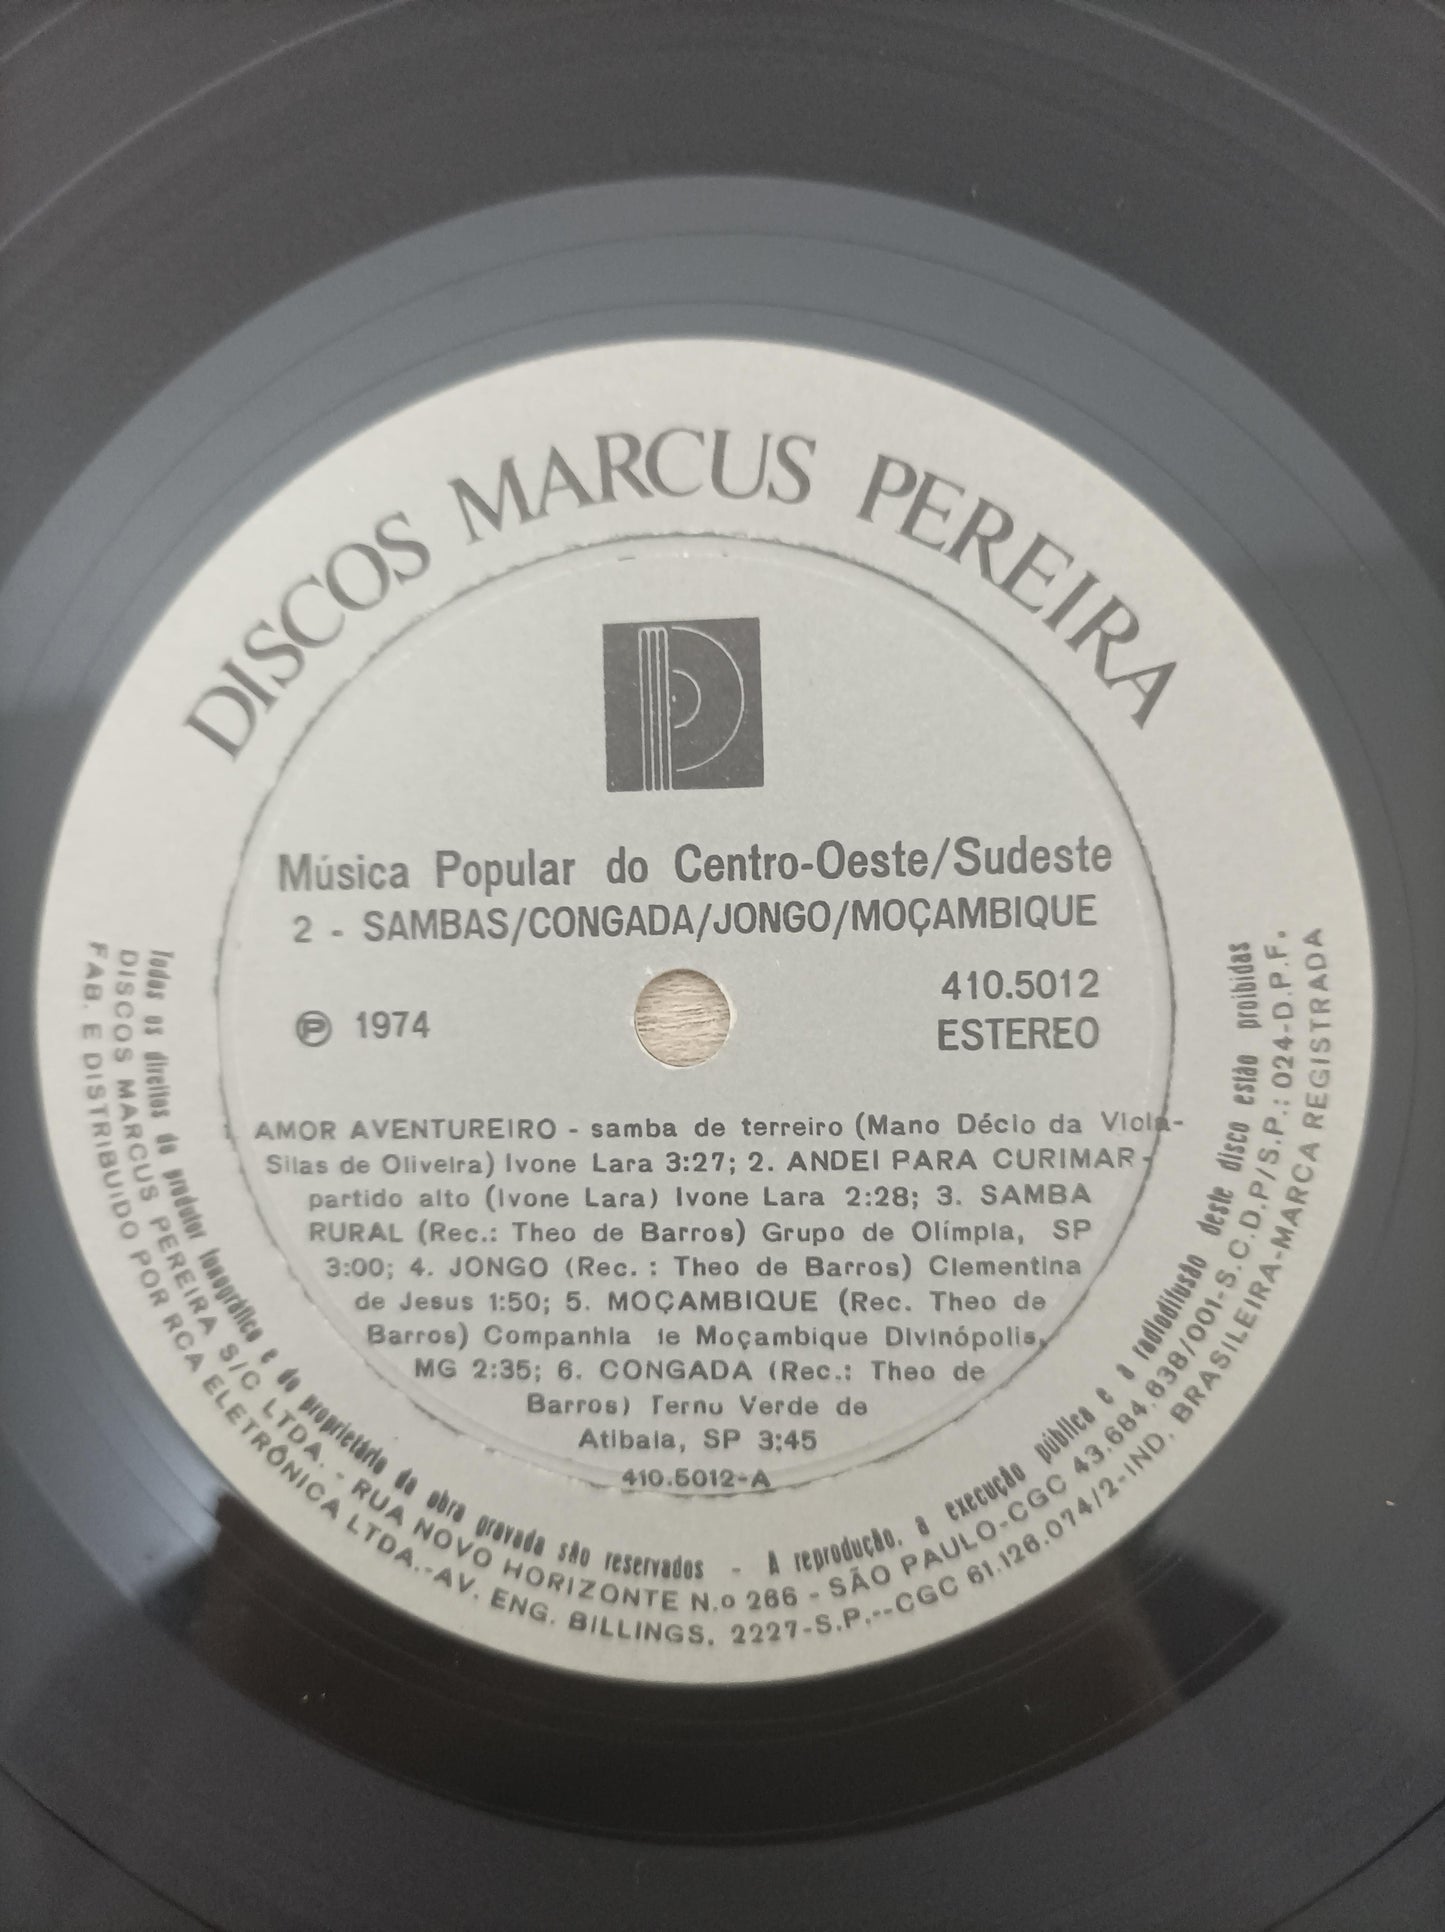 DISCOS MARCUS PEREIRA
Música Popular do Centro-Oeste/Sudeste
2 - SAMBAS/CONGADA/JONGO/MOÇAMBIQUE
410.5012
℗ 1974
ESTEREO
AMOR AVENTUREIRO - samba de terreiro (Mano Décio da Viola-
Silas de Oliveira) Ivone Lara 3:27; 2. ANDEI PARA CURIMAR-
partido alto (Ivone Lara) Ivone Lara 2:28; 3. SAMBA
RURAL (Rec.: Theo de Barros) Grupo de Olímpia, SP
3:00; 4. JONGO (Rec. : Theo de Barros) Clementina
de Jesus 1:50; 5. MOÇAMBIQUE (Rec. Theo de
Barros) Companhia de Moçambique Divinópolis,
MG 2:35; 6. CONGADA (Rec.: Theo de
Barros) Terno Verde de
Atibaia, SP 3:45
410.5012-A
Todos os direitos do produtor fonográfico e do proprietário da obra gravada são reservados - A reprodução, a execução pública e a radiodifusão deste disco estão proibidas
DISCOS MARCUS PEREIRA S/C LTDA. - RUA NOVO HORIZONTE N.o 266 - SÃO PAULO-CGC 43.684.638/001-S.C.D.P/S.P.: 024-D.P.F.
FAB. E DISTRIBUIDO POR RCA ELETRÔNICA LTDA.-AV. ENG. BILLINGS, 2227-S.P.--CGC 61.126.074/2-IND. BRASILEIRA-MARCA REGISTRADA